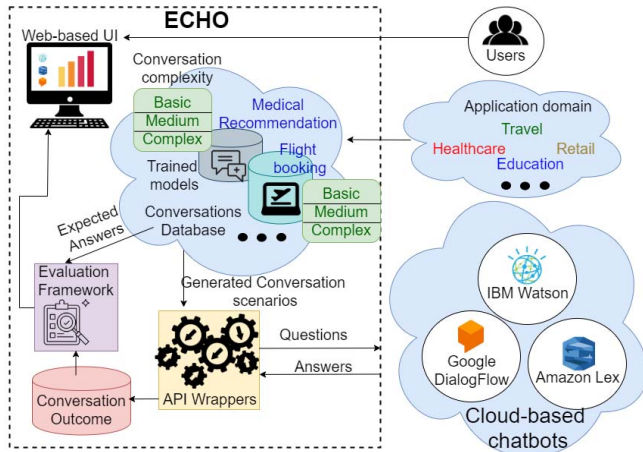 ECHO
Web-based UI
Users
Conversation
complexity
Basic
Medium
Complex
Medical
Recommendation
Trained
models
Flight
booking
Basic
Medium
Complex
Conversations
Database
Application domain
Travel
Healthcare
Retail
Education
Expected
Answers
Evaluation
Framework
Generated Conversation
scenarios
API Wrappers
Questions
Answers
Conversation
Outcome
IBM Watson
Google
DialogFlow
Amazon Lex
Cloud-based
chatbots